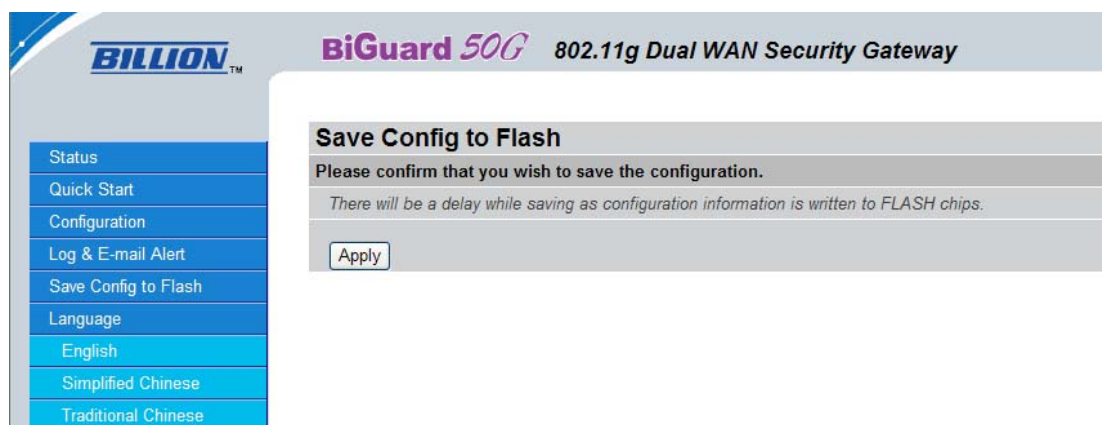 BILLION TM
BiGuard 50G 802.11g Dual WAN Security Gateway
Status
Quick Start
Configuration
Log & E-mail Alert
Save Config to Flash
Language
English
Simplified Chinese
Traditional Chinese
Save Config to Flash
Please confirm that you wish to save the configuration.
There will be a delay while saving as configuration information is written to FLASH chips.
Apply